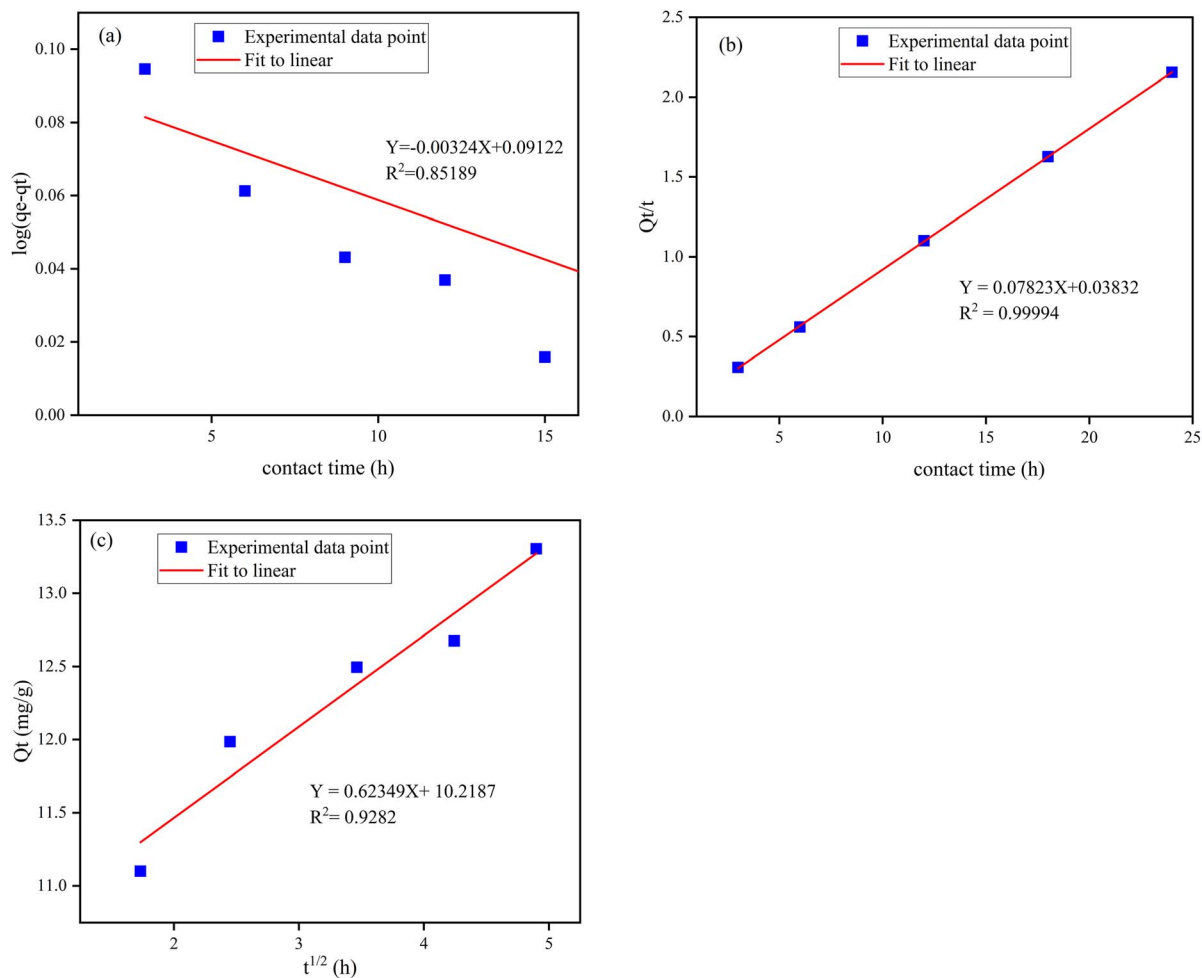 (a)
Experimental data point
Fit to linear
Y=-0.00324X+0.09122
R²=0.85189
0.10
0.08
0.06
0.04
0.02
0.00
log(qe-qt)
5
10
15
contact time (h)
(b)
Experimental data point
Fit to linear
Y = 0.07823X+0.03832
R² = 0.99994
2.5
2.0
1.5
1.0
0.5
0.0
Qt/t
5
10
15
20
25
contact time (h)
(c)
Experimental data point
Fit to linear
Y = 0.62349X+ 10.2187
R²= 0.9282
13.5
13.0
12.5
12.0
11.5
11.0
Qt (mg/g)
2
3
4
5
t^1/2 (h)